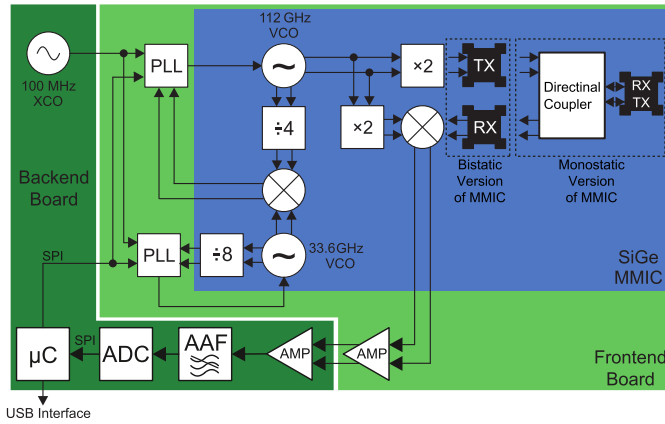 112 GHz
VCO
100 MHz
XCO
PLL
~
×2
TX
÷4
×2
RX
Directinal
Coupler
RX
TX
Bistatic
Version
of MMIC
Monostatic
Version
of MMIC
Backend
Board
SPI
PLL
÷8
~
33.6GHz
VCO
SiGe
MMIC
µC
SPI
ADC
AAF
AMP
AMP
Frontend
Board
USB Interface